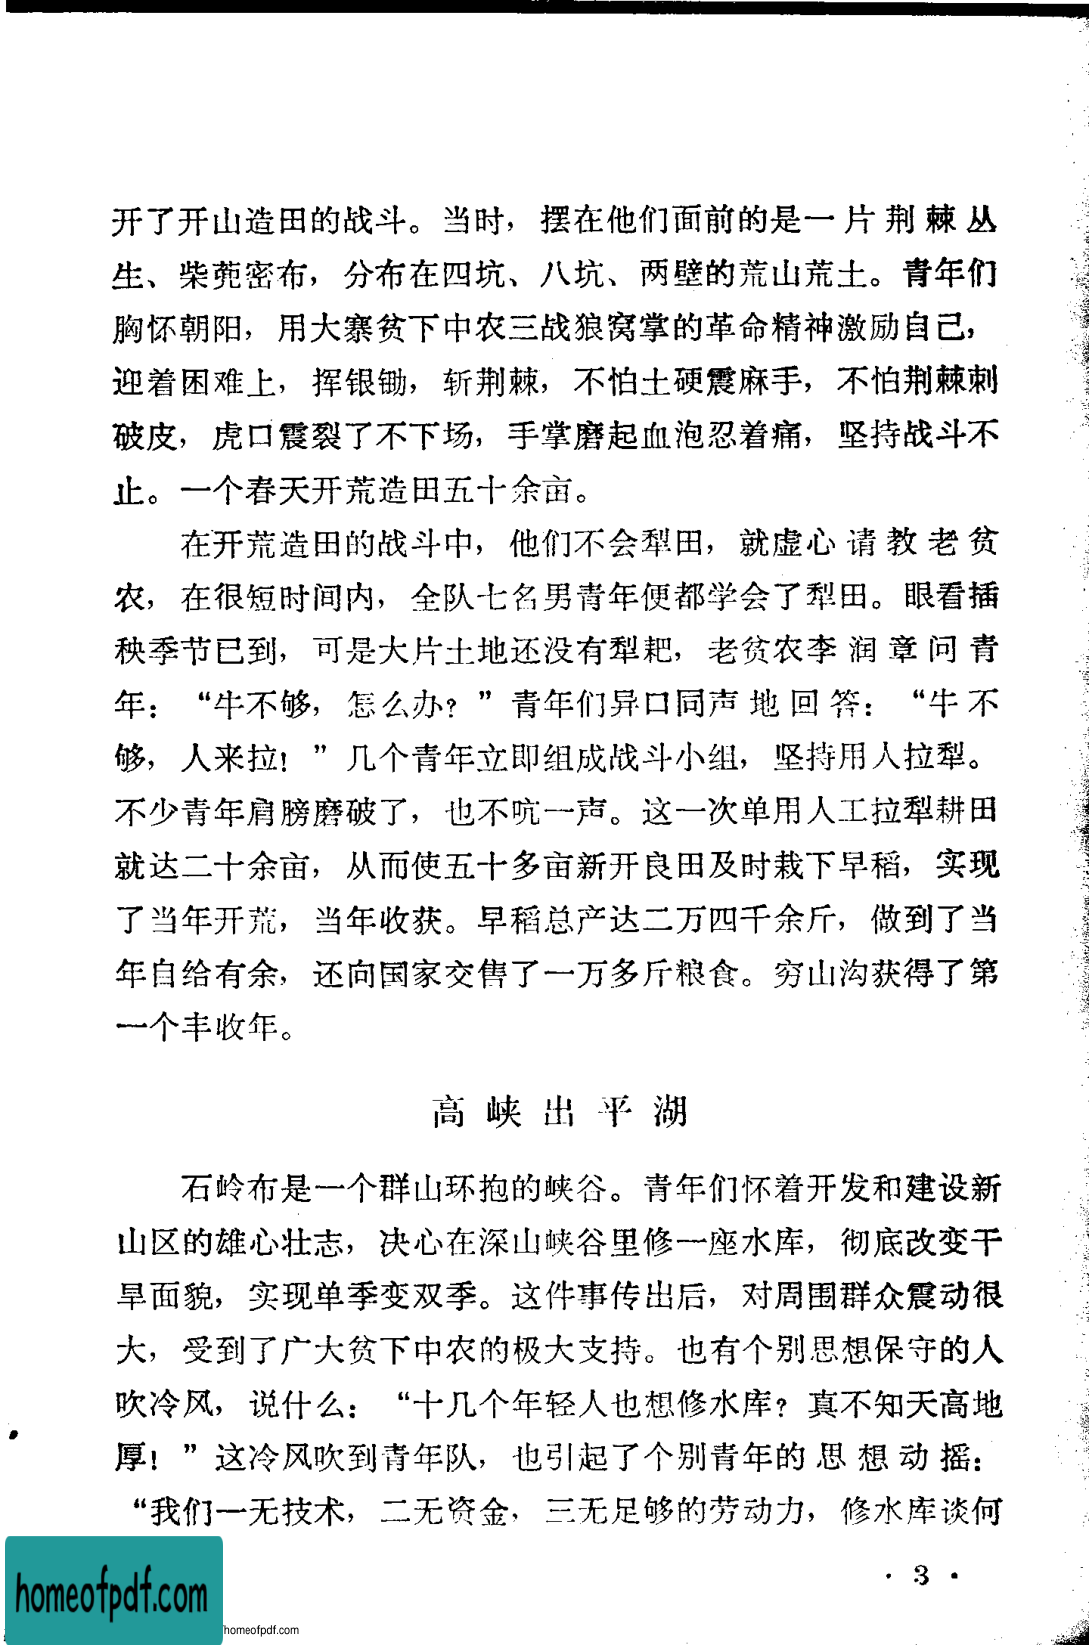 开了开山造田的战斗。当时，摆在他们面前的是一片荆棘丛
生、柴蔸密布，分布在四坑、八坑、两壁的荒山荒土。青年们
胸怀朝阳，用大寨贫下中农三战狼窝掌的革命精神激励自己，
迎着困难上，挥银锄，斩荆棘，不怕土硬震麻手，不怕荆棘刺
破皮，虎口震裂了不下场，手掌磨起血泡忍着痛，坚持战斗不
止。一个春天开荒造田五十余亩。
在开荒造田的战斗中，他们不会犁田，就虚心请教老贫
农，在很短时间内，全队七名男青年便都学会了犁田。眼看插
秧季节已到，可是大片土地还没有犁耙，老贫农李润章问青
年：“牛不够，怎么办？”青年们异口同声地回答：“牛不
够，人来拉！”几个青年立即组成战斗小组，坚持用人拉犁。
不少青年肩膀磨破了，也不吭一声。这一次单用人工拉犁耕田
就达二十余亩，从而使五十多亩新开良田及时栽下早稻，实现
了当年开荒，当年收获。早稻总产达二万四千余斤，做到了当
年自给有余，还向国家交售了一万多斤粮食。穷山沟获得了第
一个丰收年。
高峡出平湖
石岭布是一个群山环抱的峡谷。青年们怀着开发和建设新
山区的雄心壮志，决心在深山峡谷里修一座水库，彻底改变干
旱面貌，实现单季变双季。这件事传出后，对周围群众震动很
大，受到了广大贫下中农的极大支持。也有个别思想保守的人
吹冷风，说什么：“十几个年轻人也想修水库？真不知天高地
厚！”这冷风吹到青年队，也引起了个别青年的思想动摇：
“我们一无技术，二无资金，三无足够的劳动力，修水库谈何
· 3 ·
homeofpdf.com
homeofpdf.com